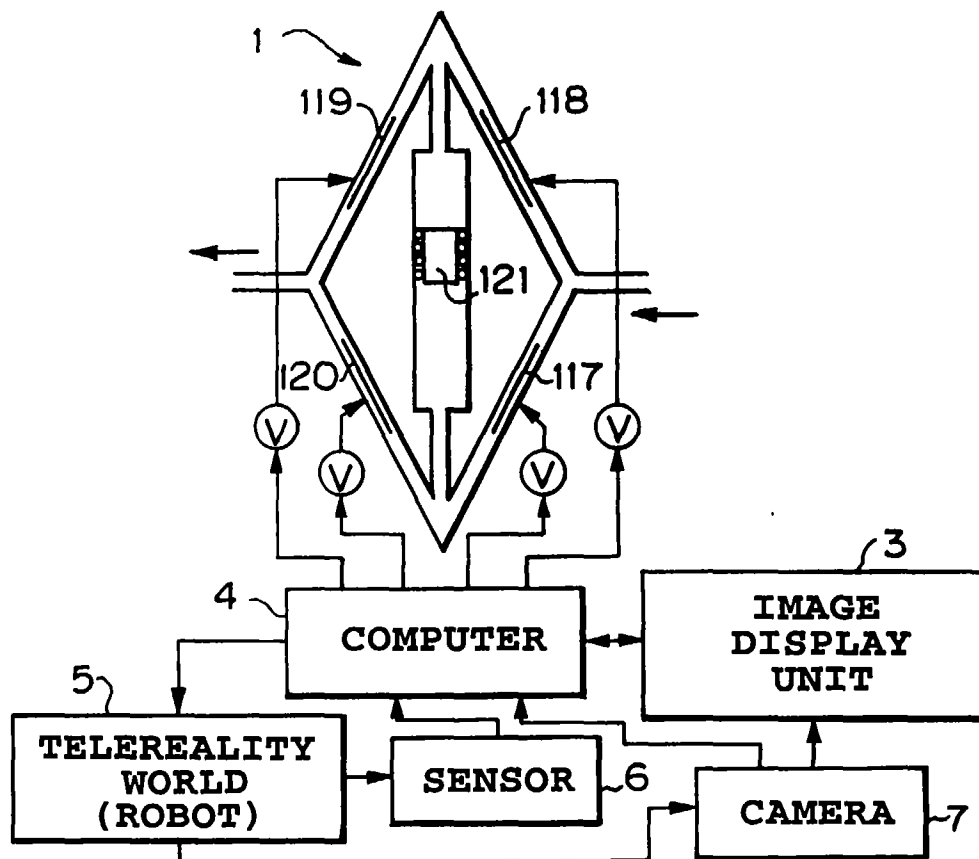 1
119
118
121
120
117
V
V
V
V
3
4
COMPUTER
IMAGE
DISPLAY
UNIT
5
TELEREALITY
WORLD
(ROBOT)
SENSOR
6
CAMERA
7